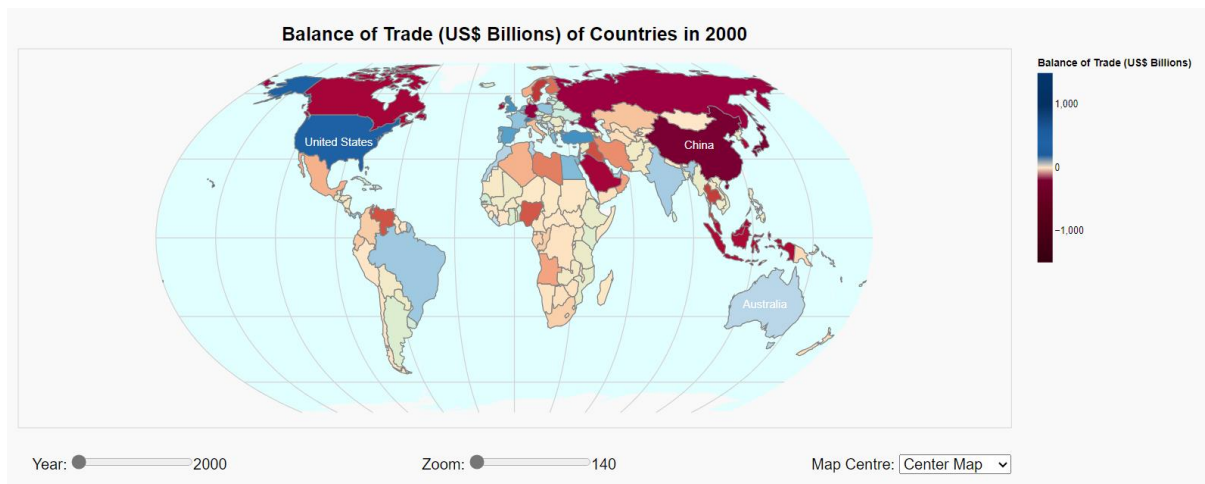 Balance of Trade (US$ Billions) of Countries in 2000
Balance of Trade (US$ Billions)
1,000
0
−1,000
United States
China
Australia
Year: 2000
Zoom: 140
Map Centre: Center Map